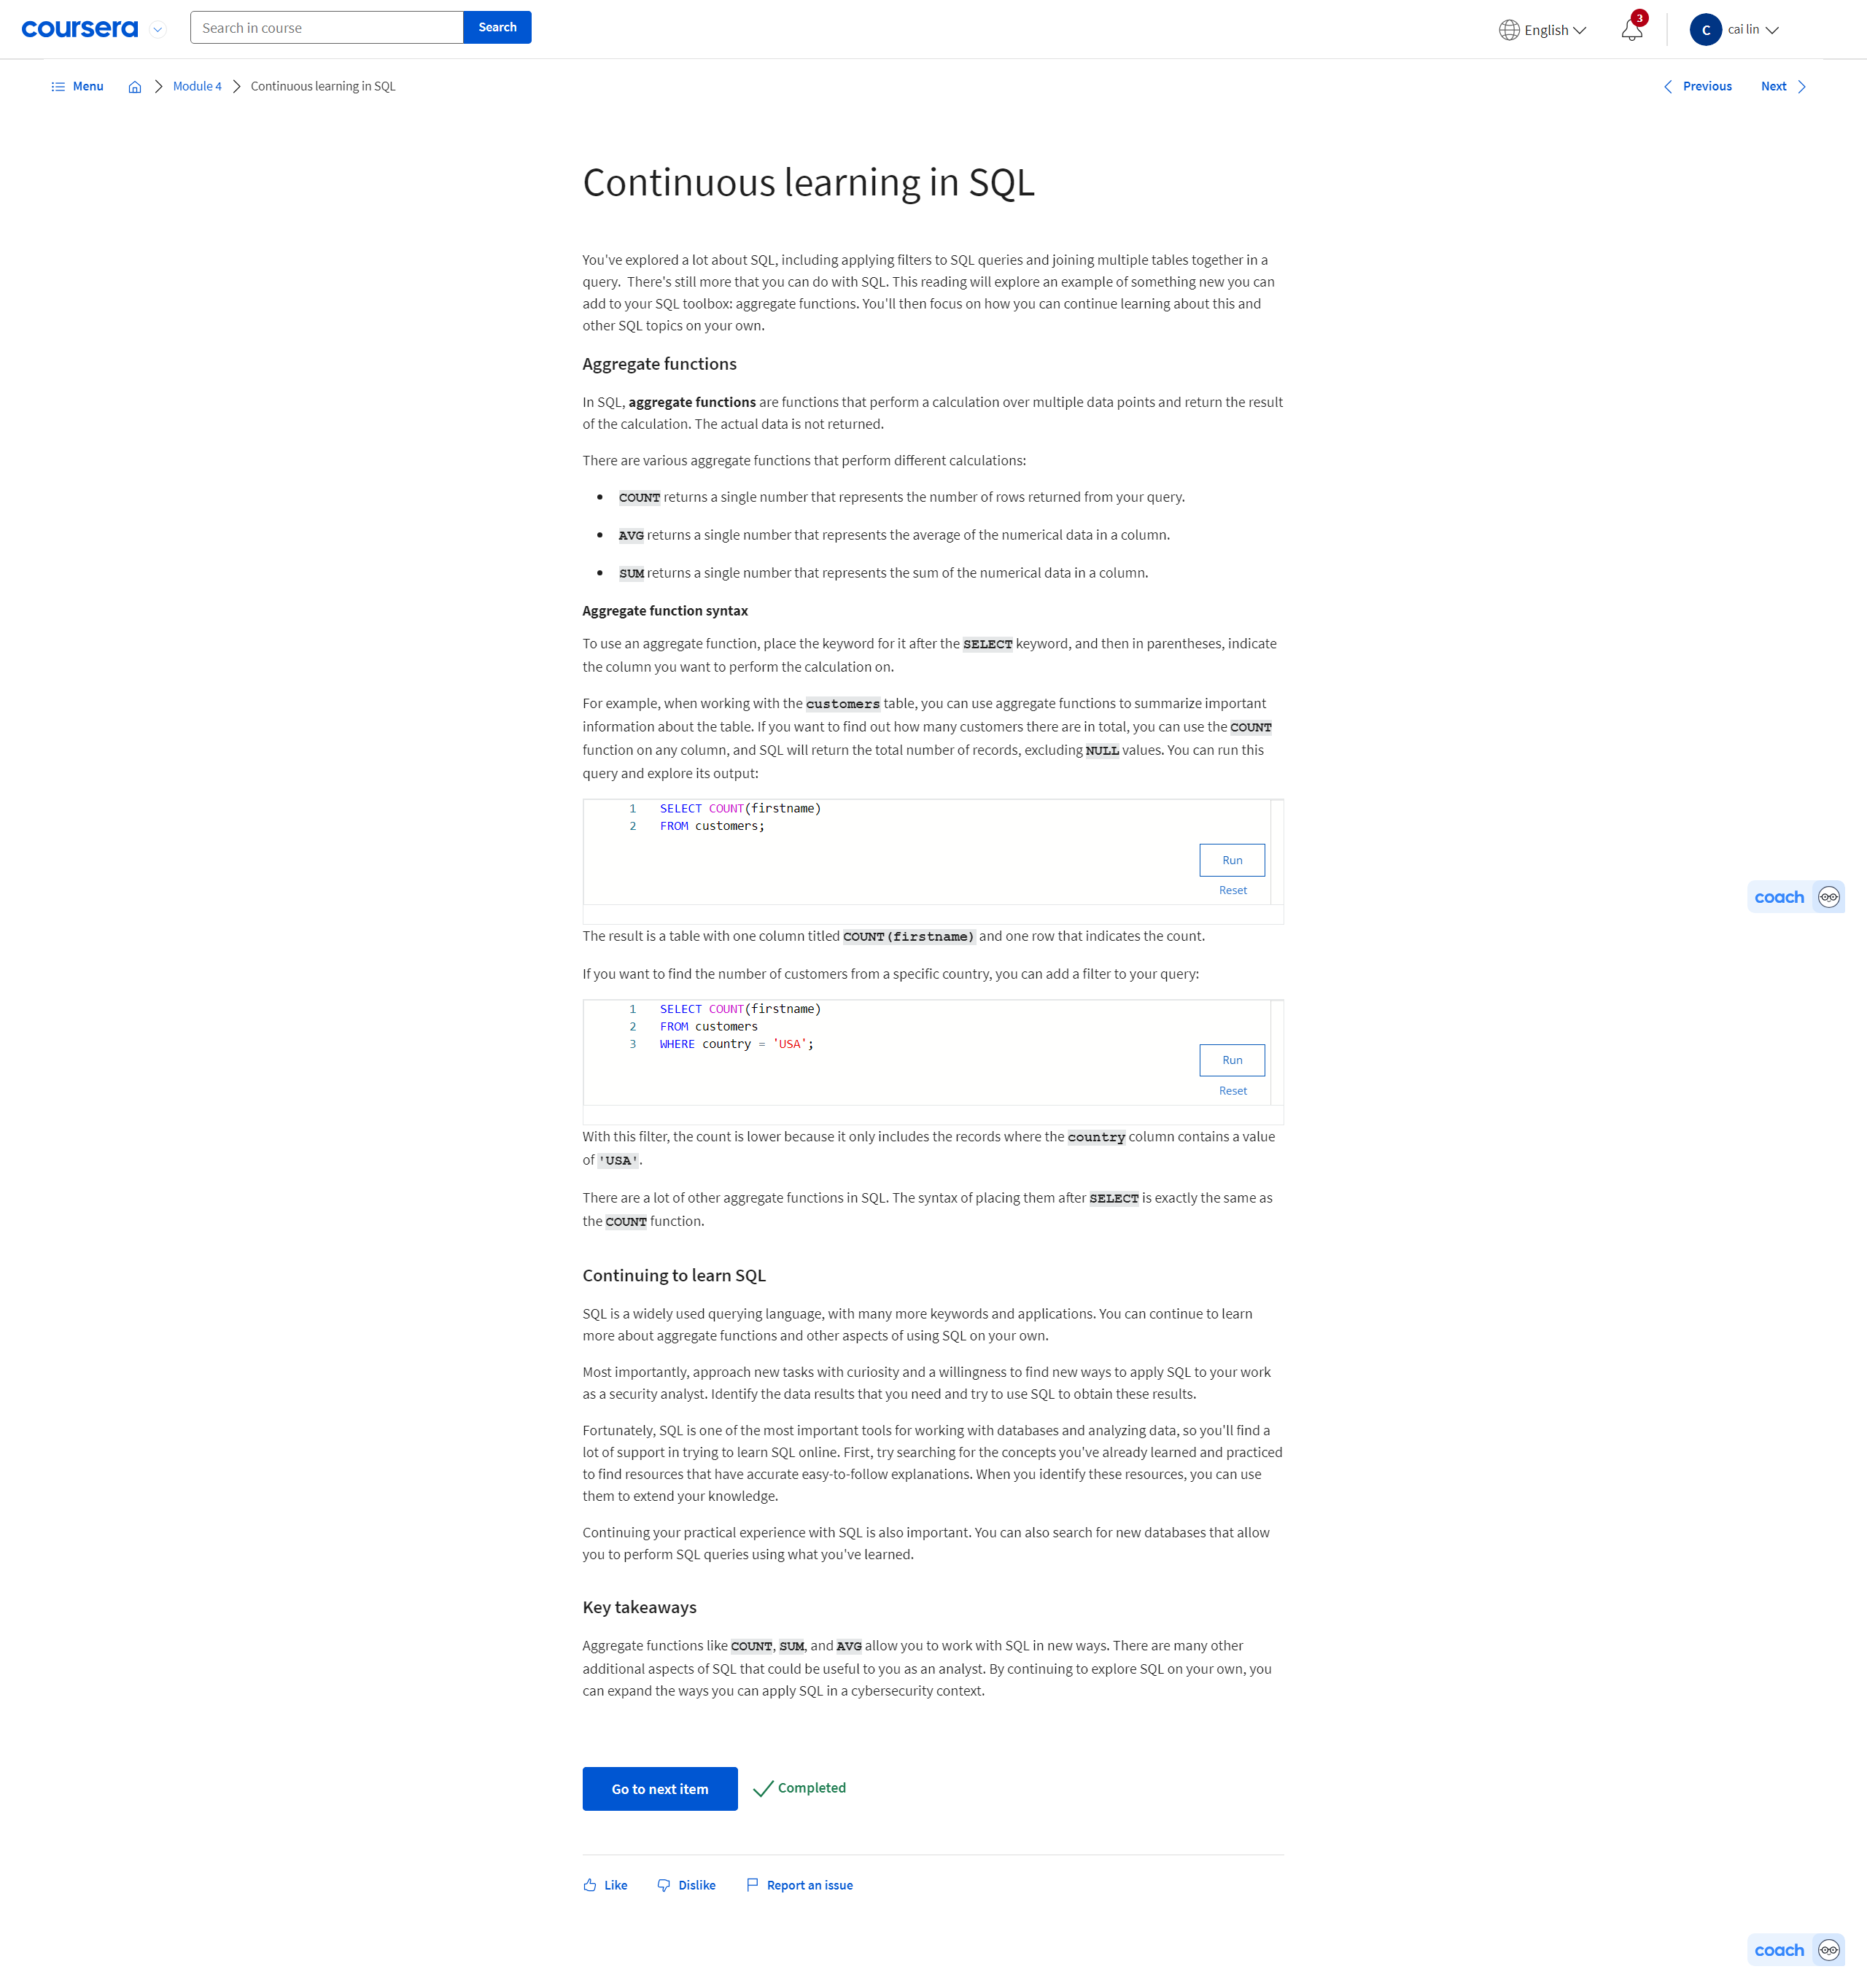 coursera
Search in course
Search
English
3
C
cai lin
Menu
Module 4
Continuous learning in SQL
Previous
Next
Continuous learning in SQL
You've explored a lot about SQL, including applying filters to SQL queries and joining multiple tables together in a
query.  There's still more that you can do with SQL. This reading will explore an example of something new you can
add to your SQL toolbox: aggregate functions. You'll then focus on how you can continue learning about this and
other SQL topics on your own.
Aggregate functions
In SQL, aggregate functions are functions that perform a calculation over multiple data points and return the result
of the calculation. The actual data is not returned.
There are various aggregate functions that perform different calculations:
• COUNT returns a single number that represents the number of rows returned from your query.
• AVG returns a single number that represents the average of the numerical data in a column.
• SUM returns a single number that represents the sum of the numerical data in a column.
Aggregate function syntax
To use an aggregate function, place the keyword for it after the SELECT keyword, and then in parentheses, indicate
the column you want to perform the calculation on.
For example, when working with the customers table, you can use aggregate functions to summarize important
information about the table. If you want to find out how many customers there are in total, you can use the COUNT
function on any column, and SQL will return the total number of records, excluding NULL values. You can run this
query and explore its output:
1 SELECT COUNT(firstname)
2 FROM customers;
Run
Reset
The result is a table with one column titled COUNT(firstname) and one row that indicates the count.
If you want to find the number of customers from a specific country, you can add a filter to your query:
1 SELECT COUNT(firstname)
2 FROM customers
3 WHERE country = 'USA';
Run
Reset
With this filter, the count is lower because it only includes the records where the country column contains a value
of 'USA'.
There are a lot of other aggregate functions in SQL. The syntax of placing them after SELECT is exactly the same as
the COUNT function.
Continuing to learn SQL
SQL is a widely used querying language, with many more keywords and applications. You can continue to learn
more about aggregate functions and other aspects of using SQL on your own.
Most importantly, approach new tasks with curiosity and a willingness to find new ways to apply SQL to your work
as a security analyst. Identify the data results that you need and try to use SQL to obtain these results.
Fortunately, SQL is one of the most important tools for working with databases and analyzing data, so you'll find a
lot of support in trying to learn SQL online. First, try searching for the concepts you've already learned and practiced
to find resources that have accurate easy-to-follow explanations. When you identify these resources, you can use
them to extend your knowledge.
Continuing your practical experience with SQL is also important. You can also search for new databases that allow
you to perform SQL queries using what you've learned.
Key takeaways
Aggregate functions like COUNT, SUM, and AVG allow you to work with SQL in new ways. There are many other
additional aspects of SQL that could be useful to you as an analyst. By continuing to explore SQL on your own, you
can expand the ways you can apply SQL in a cybersecurity context.
Go to next item
Completed
Like
Dislike
Report an issue
coach
coach